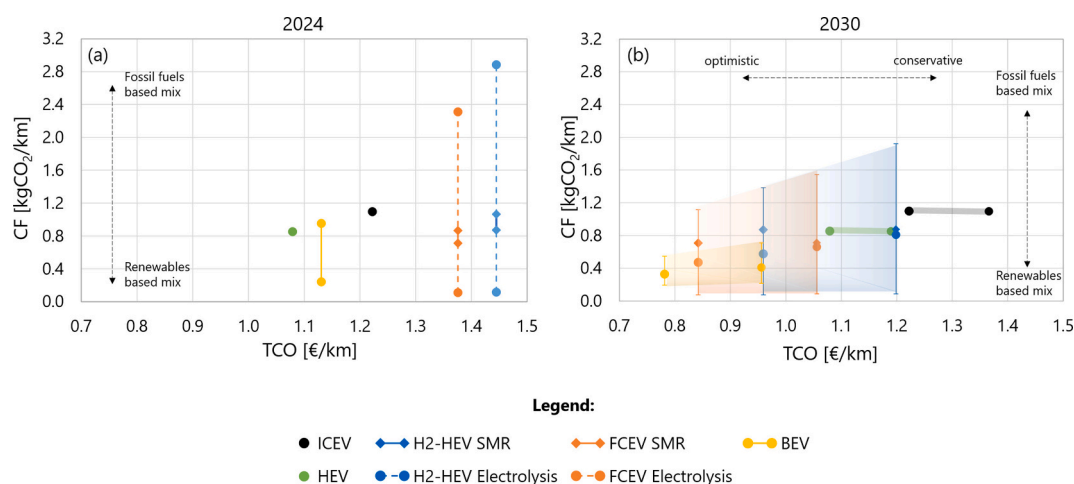 2024
(a)
CF [kgCO₂/km]
3.2
2.8
2.4
2.0
1.6
1.2
0.8
0.4
0.0
Fossil fuels
based mix
Renewables
based mix
0.7 0.8 0.9 1.0 1.1 1.2 1.3 1.4 1.5
TCO [€/km]
2030
(b)
CF [kgCO₂/km]
3.2
2.8
2.4
2.0
1.6
1.2
0.8
0.4
0.0
optimistic conservative
Fossil fuels
based mix
Renewables
based mix
0.7 0.8 0.9 1.0 1.1 1.2 1.3 1.4 1.5
TCO [€/km]
Legend:
ICEV H2-HEV SMR FCEV SMR BEV
HEV H2-HEV Electrolysis FCEV Electrolysis